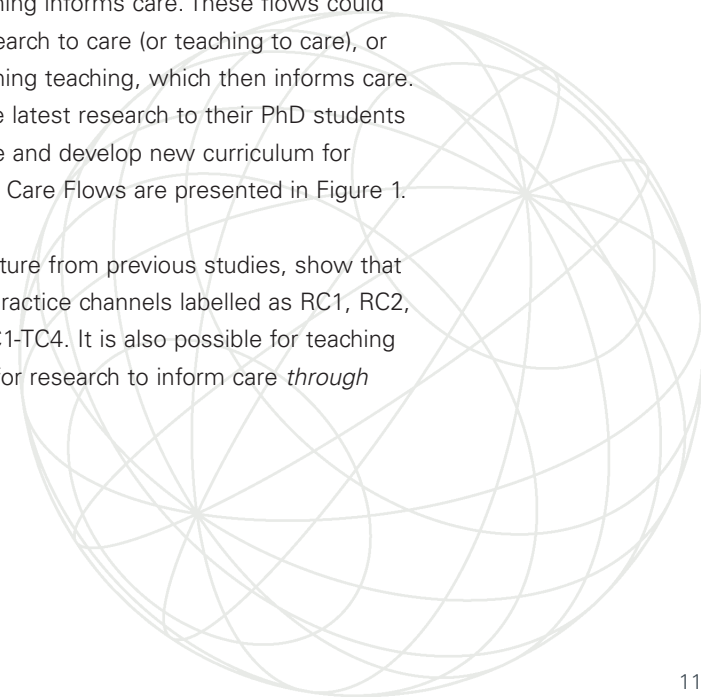 ning informs care. These flows could
earch to care (or teaching to care), or
ning teaching, which then informs care.
e latest research to their PhD students
e and develop new curriculum for
Care Flows are presented in Figure 1.
ture from previous studies, show that
practice channels labelled as RC1, RC2,
C1-TC4. It is also possible for teaching
for research to inform care through
11